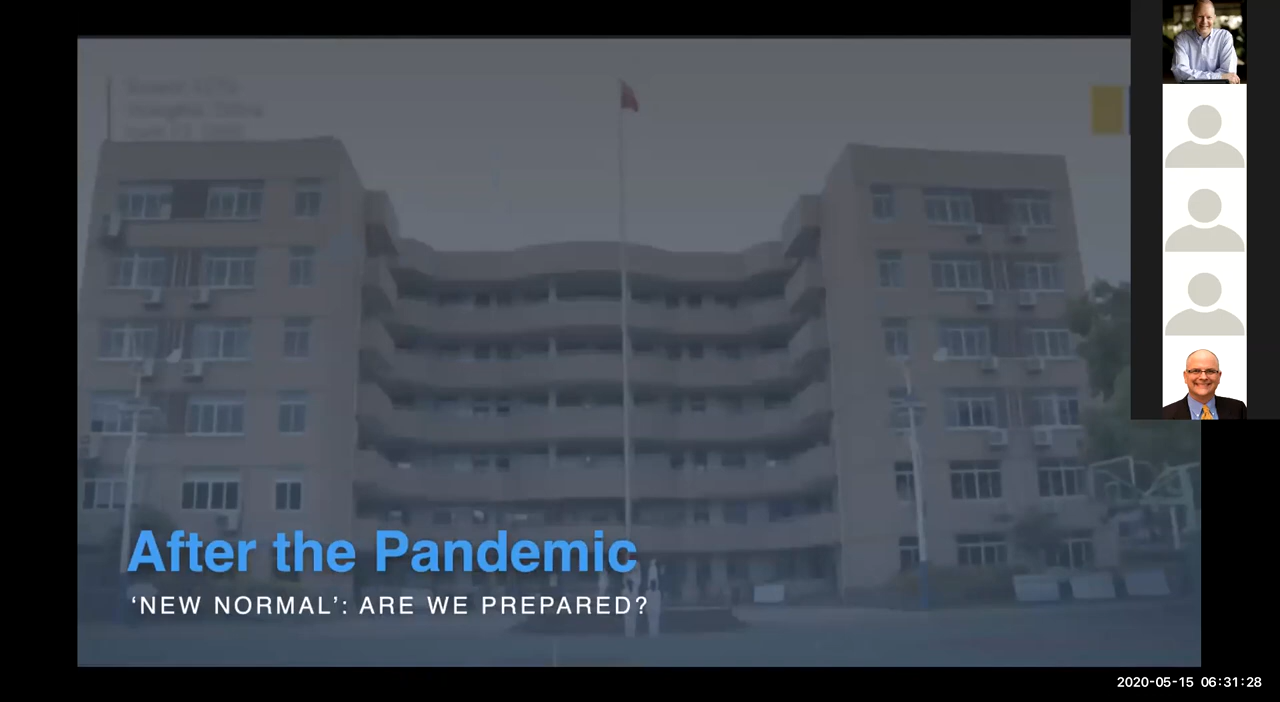 After the Pandemic
‘NEW NORMAL’: ARE WE PREPARED?
2020-05-15 06:31:28